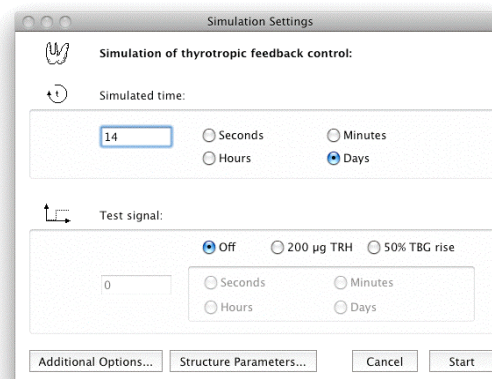 Simulation Settings
Simulation of thyrotropic feedback control:
t
Simulated time:
14 Seconds Minutes
Hours Days
Test signal:
Off 200 µg TRH 50% TBG rise
0 Seconds Minutes
Hours Days
Additional Options... Structure Parameters... Cancel Start